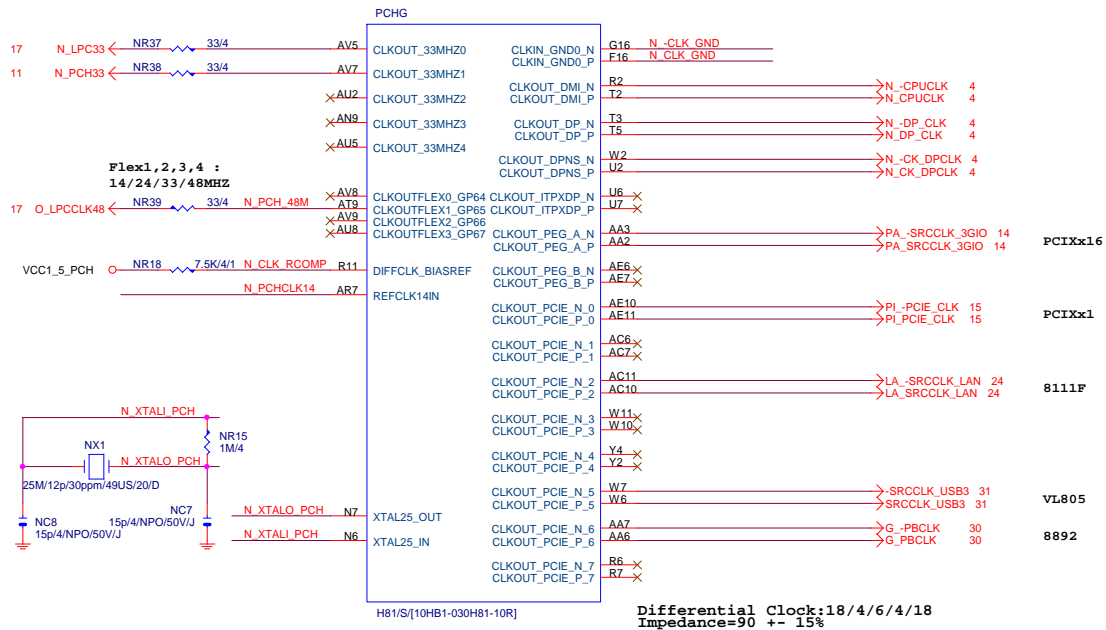 PCHG
17 N_LPC33 NR37 33/4 AV5 CLKOUT_33MHZ0
11 N_PCH33 NR38 33/4 AV7 CLKOUT_33MHZ1
AU2 CLKOUT_33MHZ2
AN9 CLKOUT_33MHZ3
AU5 CLKOUT_33MHZ4
Flex1,2,3,4 :
14/24/33/48MHZ
AV8 CLKOUTFLEX0_GP64
17 O_LPCCLK48 NR39 33/4 N_PCH_48M AT9 CLKOUTFLEX1_GP65
AV9 CLKOUTFLEX2_GP66
AU8 CLKOUTFLEX3_GP67
VCC1_5_PCH NR18 7.5K/4/1 N_CLK_RCOMP R11 DIFFCLK_BIASREF
N_PCHCLK14 AR7 REFCLK14IN
N_XTALI_PCH
NR15
1M/4
NX1
N_XTALO_PCH
25M/12p/30ppm/49US/20/D
NC8
15p/4/NPO/50V/J
NC7
15p/4/NPO/50V/J
N_XTALO_PCH N7 XTAL25_OUT
N_XTALI_PCH N6 XTAL25_IN
CLKIN_GND0_N G16 N_-CLK_GND
CLKIN_GND0_P F16 N_CLK_GND
CLKOUT_DMI_N R2 N_-CPUCLK 4
CLKOUT_DMI_P T2 N_CPUCLK 4
CLKOUT_DP_N T3 N_-DP_CLK 4
CLKOUT_DP_P T5 N_DP_CLK 4
CLKOUT_DPNS_N W2 N_-CK_DPCLK 4
CLKOUT_DPNS_P U2 N_CK_DPCLK 4
CLKOUT_ITPXDP_N U6
CLKOUT_ITPXDP_P U7
CLKOUT_PEG_A_N AA3 PA_-SRCCLK_3GIO 14
CLKOUT_PEG_A_P AA2 PA_SRCCLK_3GIO 14
PCIXx16
CLKOUT_PEG_B_N AE6
CLKOUT_PEG_B_P AE7
CLKOUT_PCIE_N_0 AE10 PI_-PCIE_CLK 15
CLKOUT_PCIE_P_0 AE11 PI_PCIE_CLK 15
PCIXx1
CLKOUT_PCIE_N_1 AC6
CLKOUT_PCIE_P_1 AC7
CLKOUT_PCIE_N_2 AC11 LA_-SRCCLK_LAN 24
CLKOUT_PCIE_P_2 AC10 LA_SRCCLK_LAN 24
8111F
CLKOUT_PCIE_N_3 W11
CLKOUT_PCIE_P_3 W10
CLKOUT_PCIE_N_4 Y4
CLKOUT_PCIE_P_4 Y2
CLKOUT_PCIE_N_5 W7 -SRCCLK_USB3 31
CLKOUT_PCIE_P_5 W6 SRCCLK_USB3 31
VL805
CLKOUT_PCIE_N_6 AA7 G_-PBCLK 30
CLKOUT_PCIE_P_6 AA6 G_PBCLK 30
8892
CLKOUT_PCIE_N_7 R6
CLKOUT_PCIE_P_7 R7
H81/S/[10HB1-030H81-10R]
Differential Clock:18/4/6/4/18
Impedance=90 +- 15%